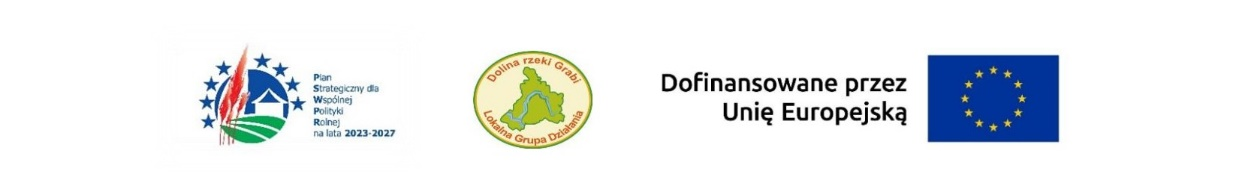 Plan
Strategiczny dla
Wspólnej
Polityki
Rolnej
na lata 2023-2027
Dolina rzeki Grabi
Lokalna Grupa Działania
Dofinansowane przez
Unię Europejską